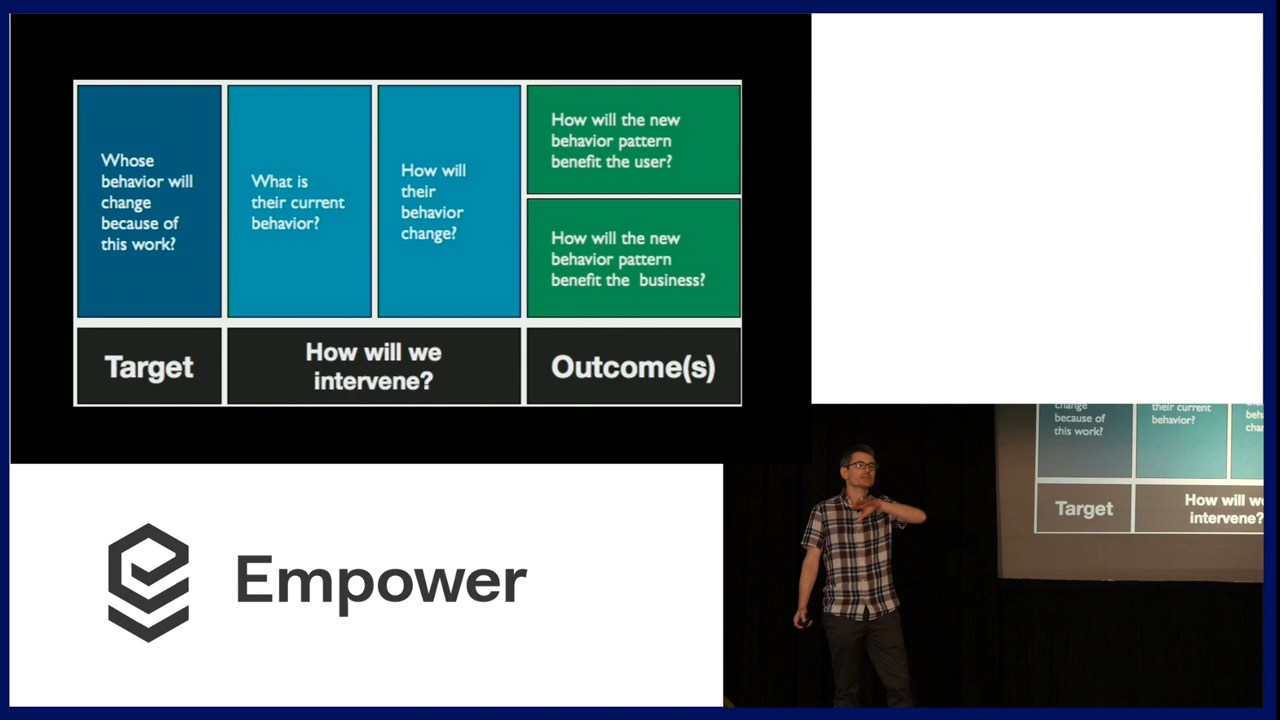 Whose
behavior will
change
because of
this work?
What is
their current
behavior?
How will
their
behavior
change?
How will the new
behavior pattern
benefit the user?
How will the new
behavior pattern
benefit the business?
Target
How will we
intervene?
Outcome(s)
Empower
change
because of
this work?
their current
behavior?
Target
How will we
intervene?